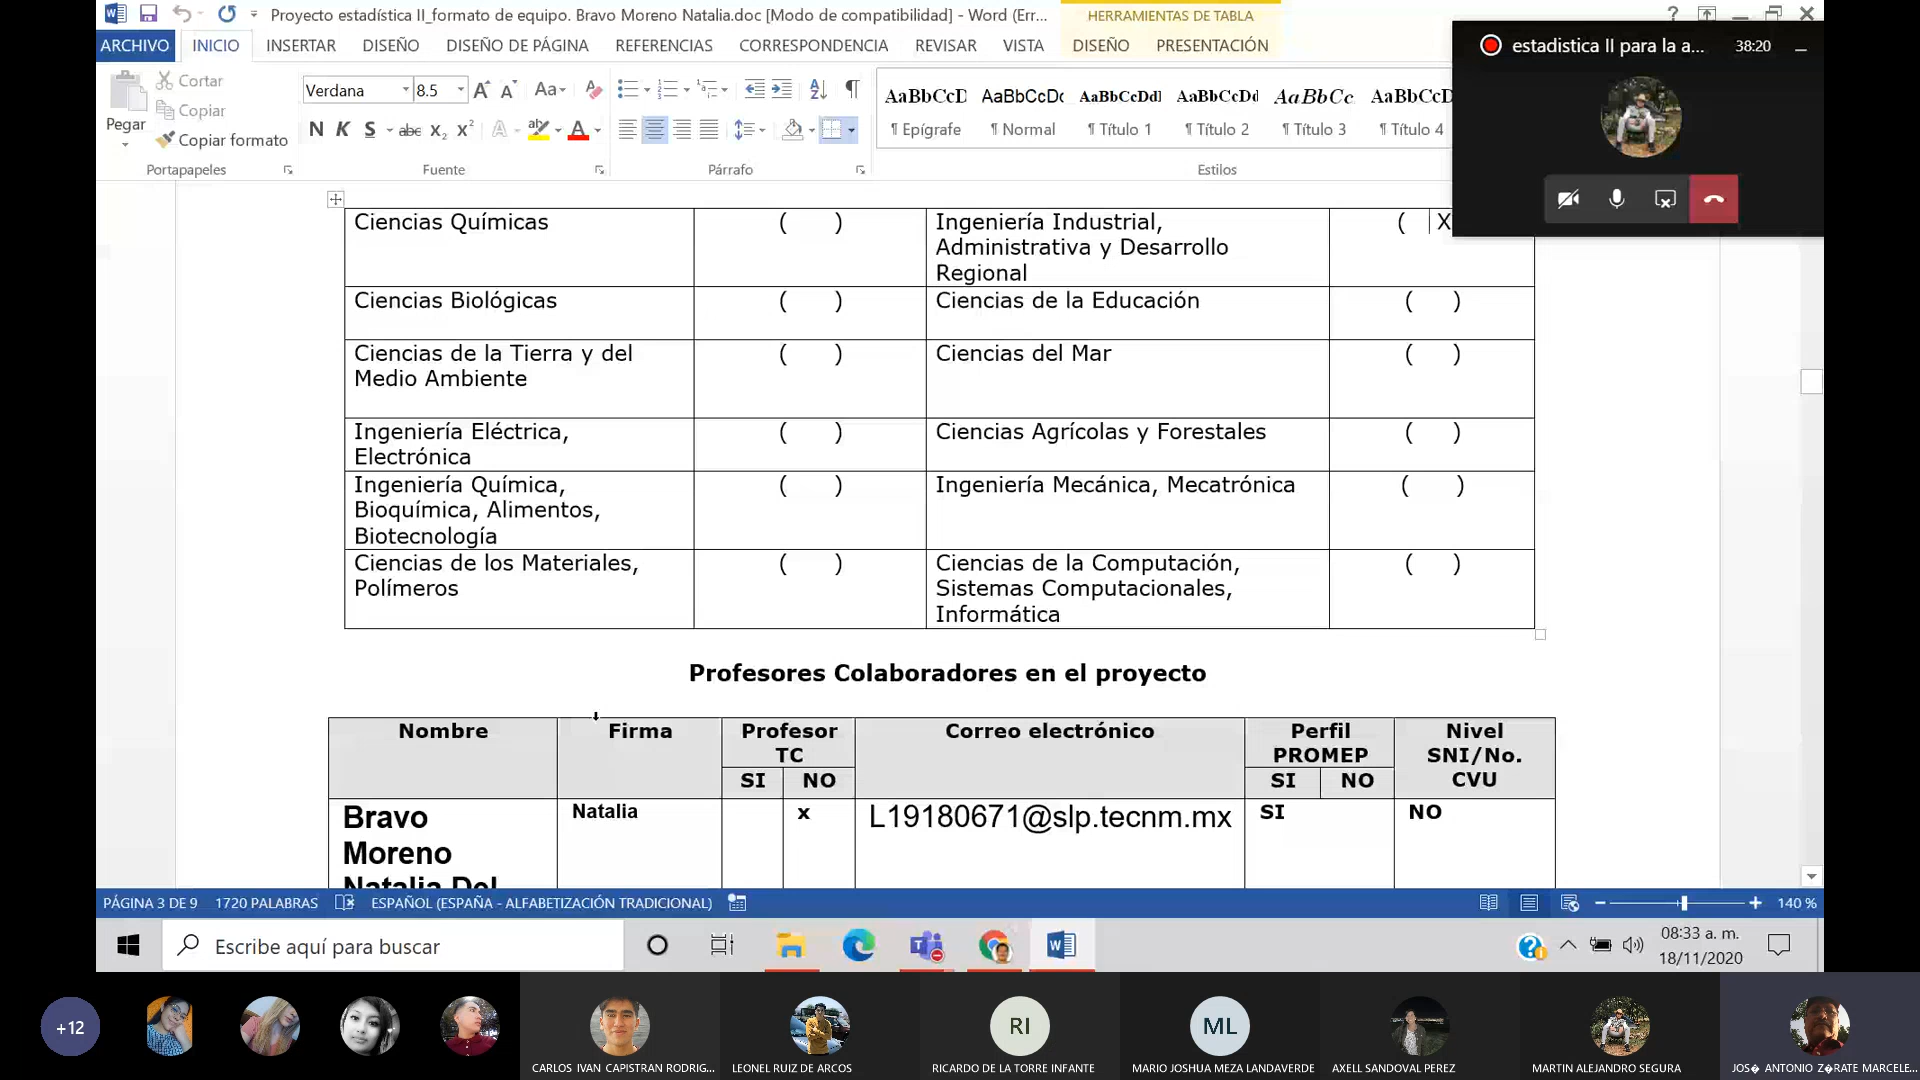 Proyecto estadística II_formato de equipo. Bravo Moreno Natalia.doc [Modo de compatibilidad] - Word (Err...
HERRAMIENTAS DE TABLA
ARCHIVO INICIO INSERTAR DISEÑO DISEÑO DE PÁGINA REFERENCIAS CORRESPONDENCIA REVISAR VISTA DISEÑO PRESENTACIÓN
estadistica II para la a... 38:20
Cortar
Copiar
Copiar formato
Pegar
Portapapeles
Verdana 8.5
Fuente
Párrafo
AaBbCcD AaBbCcDc AaBbCcDdI AaBbCcDd AaBbCc AaBbCcD
¶ Epígrafe ¶ Normal ¶ Título 1 ¶ Título 2 ¶ Título 3 ¶ Título 4
Estilos
Ciencias Químicas ( ) Ingeniería Industrial, ( X
Administrativa y Desarrollo
Regional
Ciencias Biológicas ( ) Ciencias de la Educación ( )
Ciencias de la Tierra y del ( ) Ciencias del Mar ( )
Medio Ambiente
Ingeniería Eléctrica, ( ) Ciencias Agrícolas y Forestales ( )
Electrónica
Ingeniería Química, ( ) Ingeniería Mecánica, Mecatrónica ( )
Bioquímica, Alimentos,
Biotecnología
Ciencias de los Materiales, ( ) Ciencias de la Computación, ( )
Polímeros Sistemas Computacionales,
Informática
Profesores Colaboradores en el proyecto
Nombre Firma Profesor Correo electrónico Perfil Nivel
TC PROMEP SNI/No.
SI NO SI NO CVU
Bravo Natalia x L19180671@slp.tecnm.mx SI NO
Moreno
Natalia Del
PÁGINA 3 DE 9 1720 PALABRAS ESPAÑOL (ESPAÑA - ALFABETIZACIÓN TRADICIONAL) 140 %
Escribe aquí para buscar
08:33 a. m.
18/11/2020
+12
RI
ML
CARLOS IVAN CAPISTRAN RODRIG... LEONEL RUIZ DE ARCOS RICARDO DE LA TORRE INFANTE MARIO JOSHUA MEZA LANDAVERDE AXELL SANDOVAL PEREZ MARTIN ALEJANDRO SEGURA JOS� ANTONIO Z�RATE MARCELE...